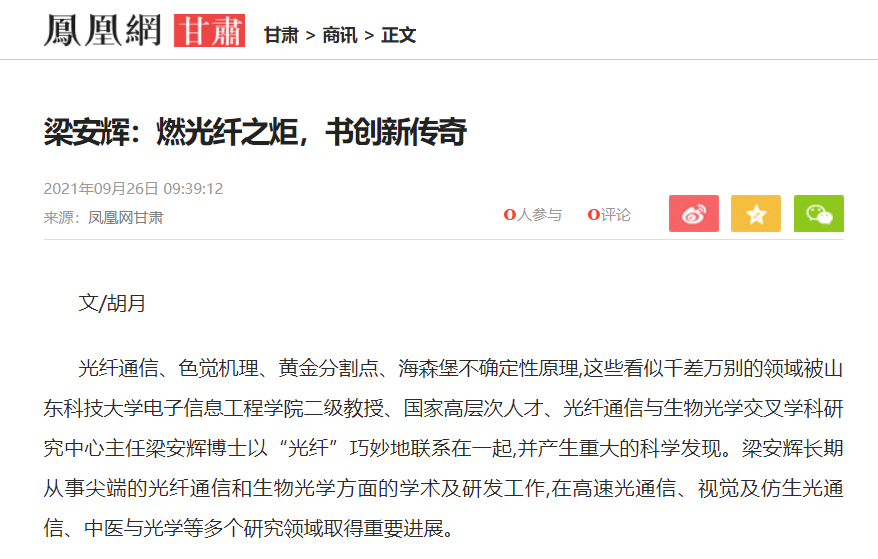 鳳凰網 甘肅 甘肃 > 商讯 > 正文
梁安辉：燃光纤之炬，书创新传奇
2021年09月26日 09:39:12
来源：凤凰网甘肃
0人参与 0评论
文/胡月
光纤通信、色觉机理、黄金分割点、海森堡不确定性原理,这些看似千差万别的领域被山
东科技大学电子信息工程学院二级教授、国家高层次人才、光纤通信与生物光学交叉学科研
究中心主任梁安辉博士以“光纤”巧妙地联系在一起,并产生重大的科学发现。梁安辉长期
从事尖端的光纤通信和生物光学方面的学术及研发工作,在高速光通信、视觉及仿生光通
信、中医与光学等多个研究领域取得重要进展。